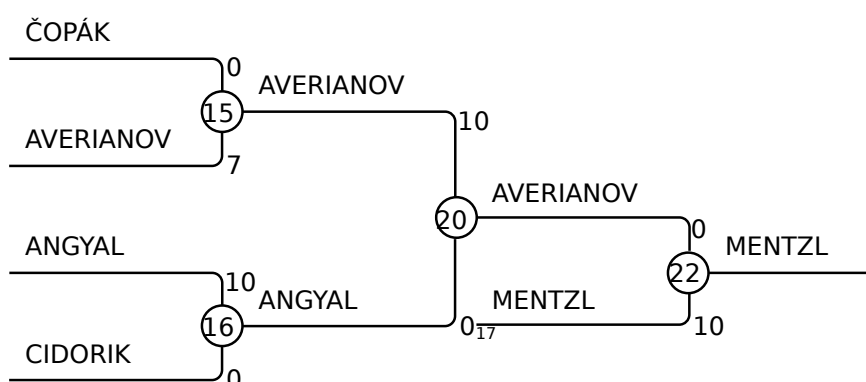 ČOPÁK
0
15
AVERIANOV
AVERIANOV
7
10
20
AVERIANOV
0
22
MENTZL
ANGYAL
10
16
ANGYAL
0
17
MENTZL
10
CIDORIK
0